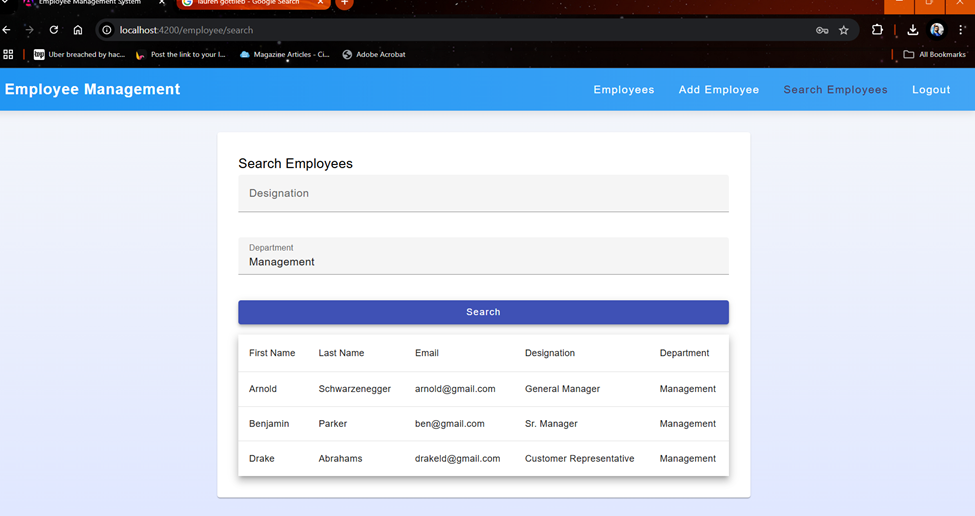 Employee Management System
lauren gottlieb - Google Search
localhost:4200/employee/search
Uber breached by hac...
Post the link to your l...
Magazine Articles - Ci...
Adobe Acrobat
All Bookmarks
Employee Management
Employees
Add Employee
Search Employees
Logout
Search Employees
Designation
Department
Management
Search
First Name Last Name Email Designation Department
Arnold Schwarzenegger arnold@gmail.com General Manager Management
Benjamin Parker ben@gmail.com Sr. Manager Management
Drake Abrahams drakeld@gmail.com Customer Representative Management